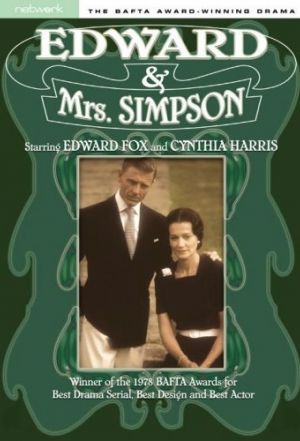 network
THE BAFTA AWARD-WINNING DRAMA
EDWARD
&
MRS. SIMPSON
Starring EDWARD FOX and CYNTHIA HARRIS
Winner of the 1978 BAFTA Awards for
Best Drama Serial, Best Design and Best Actor